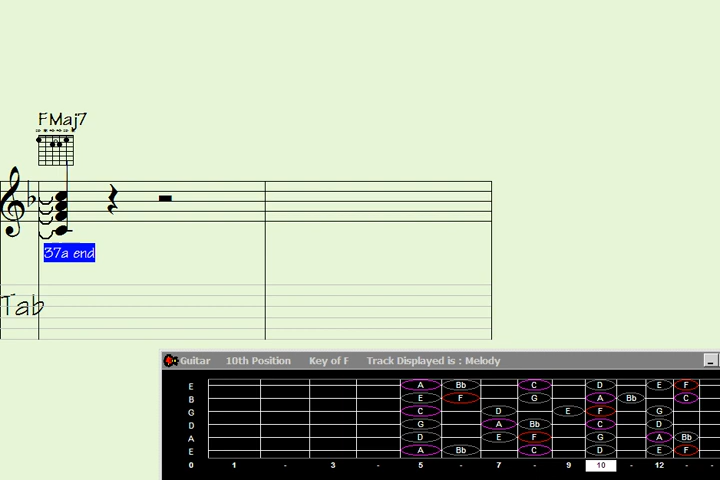 FMaj7
37a end
Tab
Guitar 10th Position Key of F Track Displayed is : Melody
E A Bb C D E F
B E F G A Bb C
G C D E F G
D G A Bb C D
A D E F G A Bb
E A Bb C D E F
0 1 - 3 - 5 - 7 - 9 10 - 12 - -